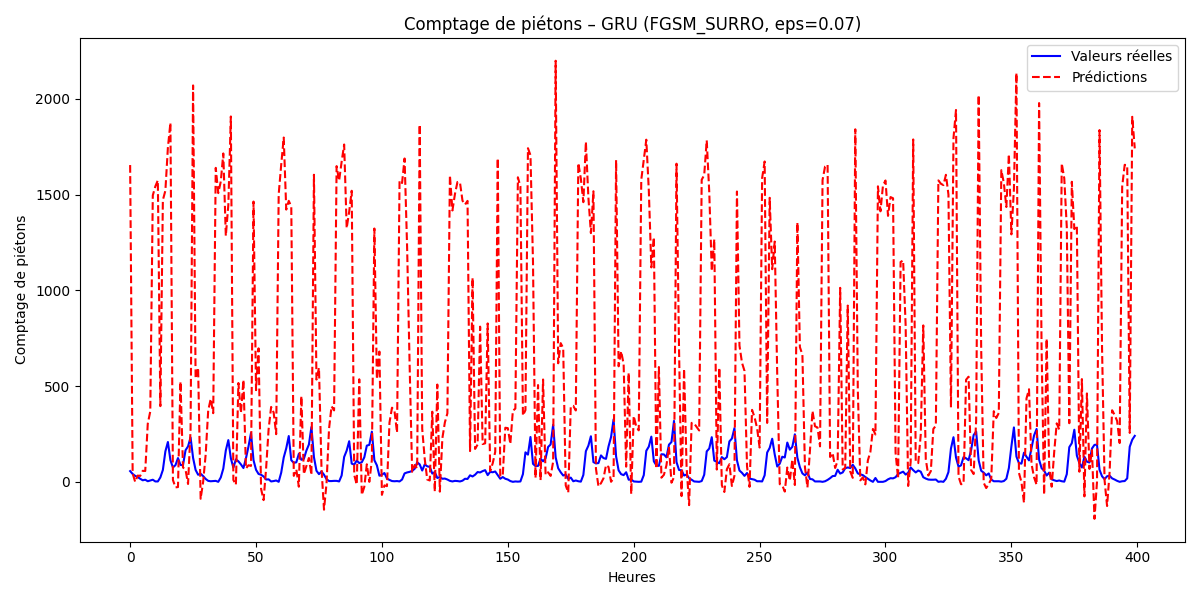 Comptage de piétons – GRU (FGSM_SURRO, eps=0.07)
Valeurs réelles
Prédictions
Comptage de piétons
2000
1500
1000
500
0
0 50 100 150 200 250 300 350 400
Heures